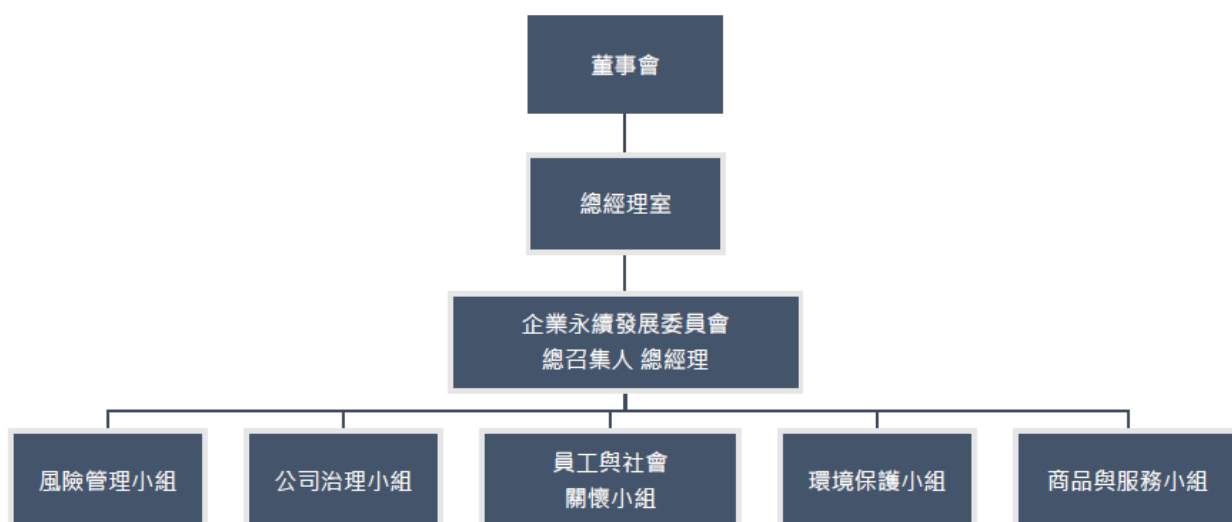 董事會
總經理室
企業永續發展委員會
總召集人 總經理
風險管理小組
公司治理小組
員工與社會
關懷小組
環境保護小組
商品與服務小組